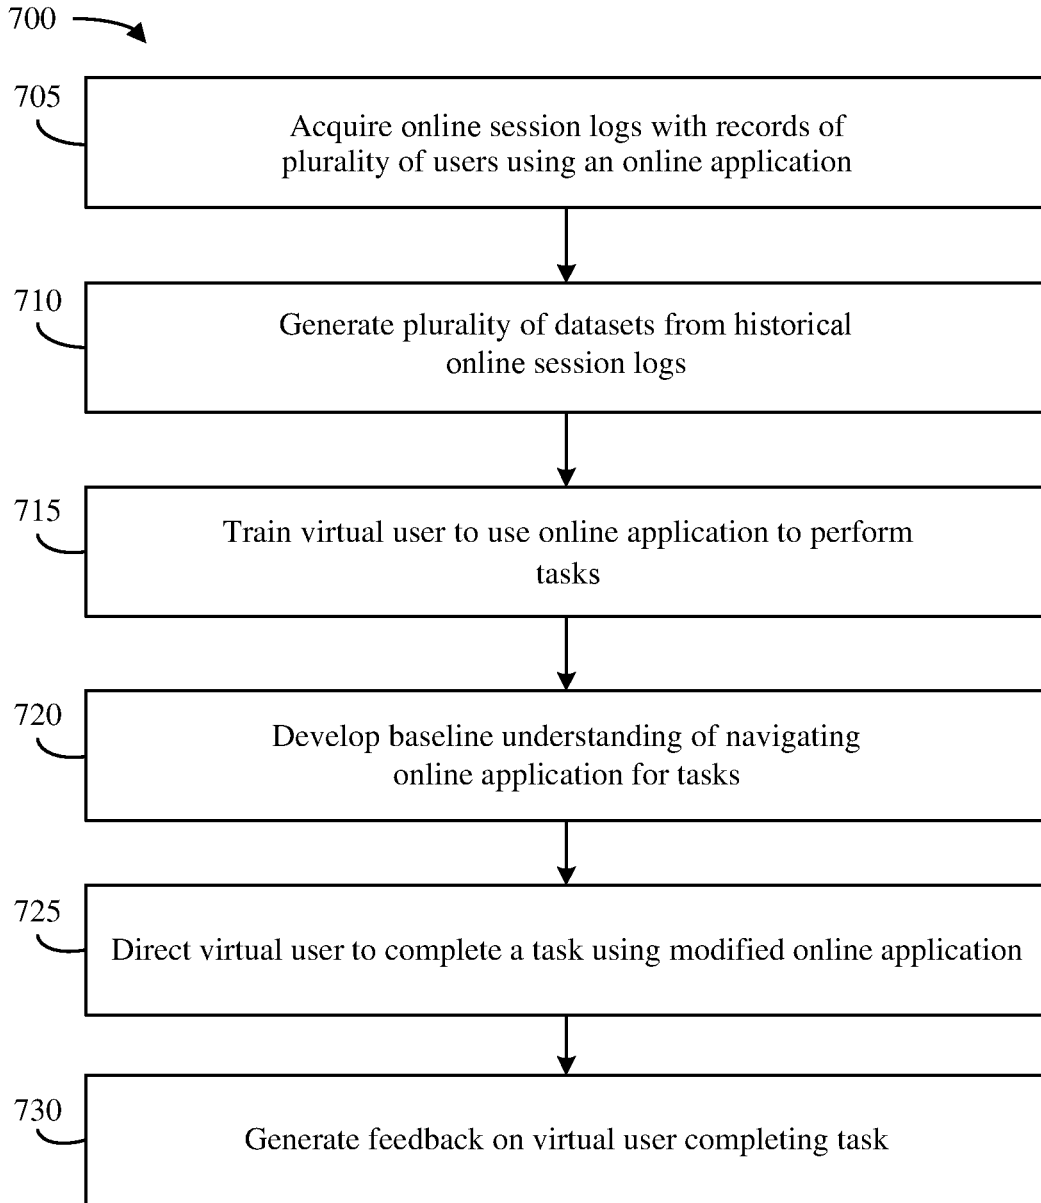 700
705
Acquire online session logs with records of
plurality of users using an online application
710
Generate plurality of datasets from historical
online session logs
715
Train virtual user to use online application to perform
tasks
720
Develop baseline understanding of navigating
online application for tasks
725
Direct virtual user to complete a task using modified online application
730
Generate feedback on virtual user completing task